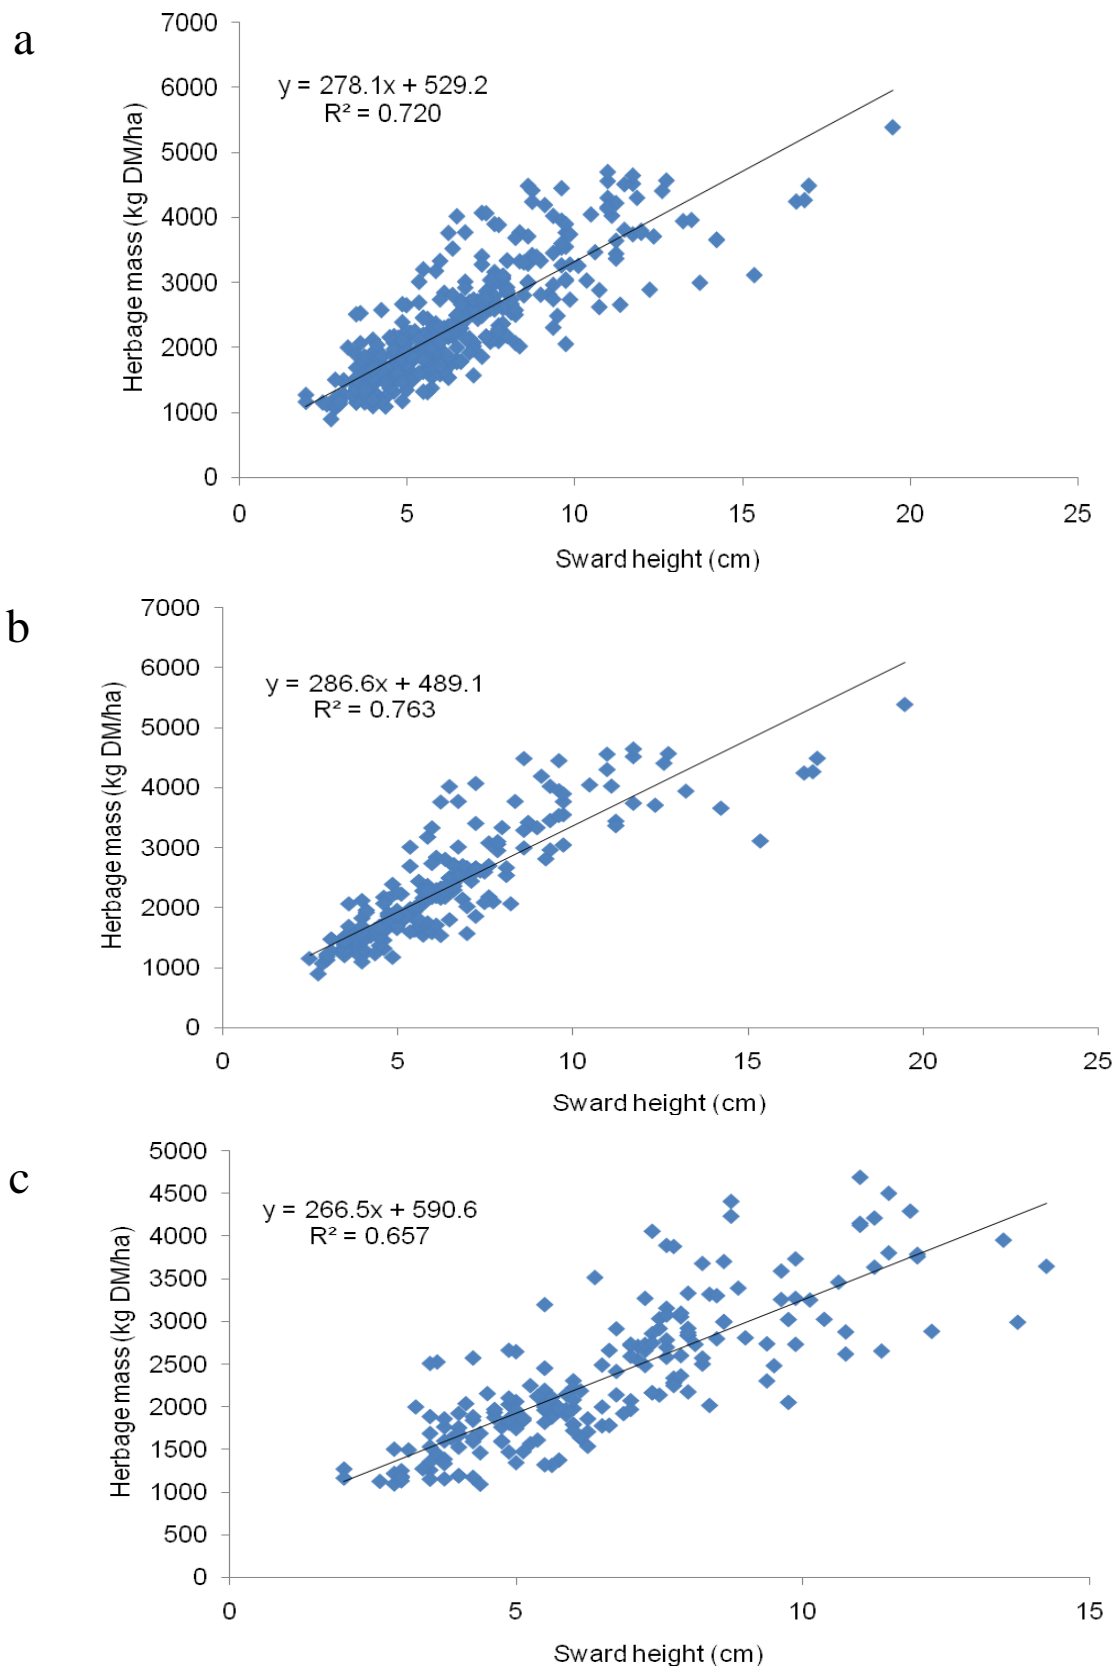 a
7000
6000
5000
4000
3000
2000
1000
0
y = 278.1x + 529.2
R² = 0.720
Herbage mass (kg DM/ha)
0 5 10 15 20 25
Sward height (cm)
b
7000
6000
5000
4000
3000
2000
1000
0
y = 286.6x + 489.1
R² = 0.763
Herbage mass (kg DM/ha)
0 5 10 15 20 25
Sward height (cm)
c
5000
4500
4000
3500
3000
2500
2000
1500
1000
500
0
y = 266.5x + 590.6
R² = 0.657
Herbage mass (kg DM/ha)
0 5 10 15
Sward height (cm)